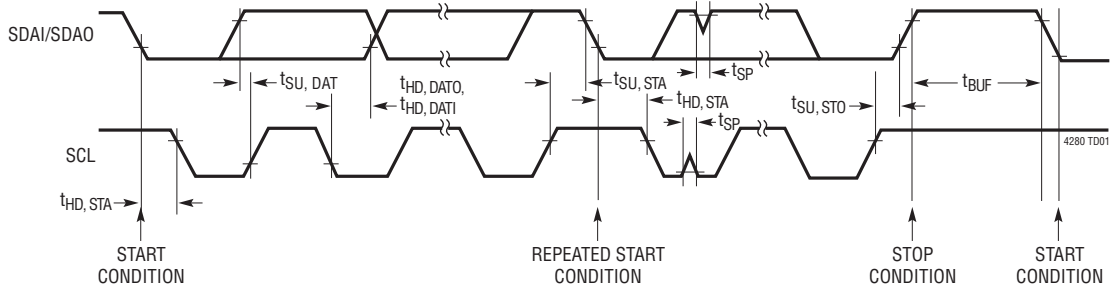 SDAI/SDAO
tSU, DAT
tHD, DATO,
tHD, DATI
tSU, STA
tHD, STA
tSP
tSP
tSU, STO
tBUF
4280 TD01
SCL
tHD, STA
START
CONDITION
REPEATED START
CONDITION
STOP
CONDITION
START
CONDITION